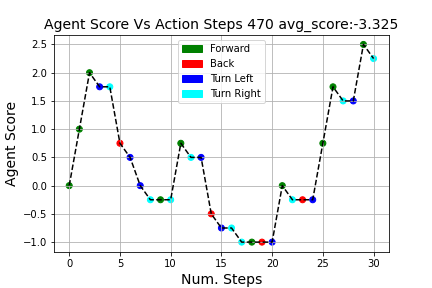 Agent Score Vs Action Steps 470 avg_score:-3.325
2.5
2.0
1.5
1.0
0.5
0.0
−0.5
−1.0
Agent Score
Forward
Back
Turn Left
Turn Right
0 5 10 15 20 25 30
Num. Steps